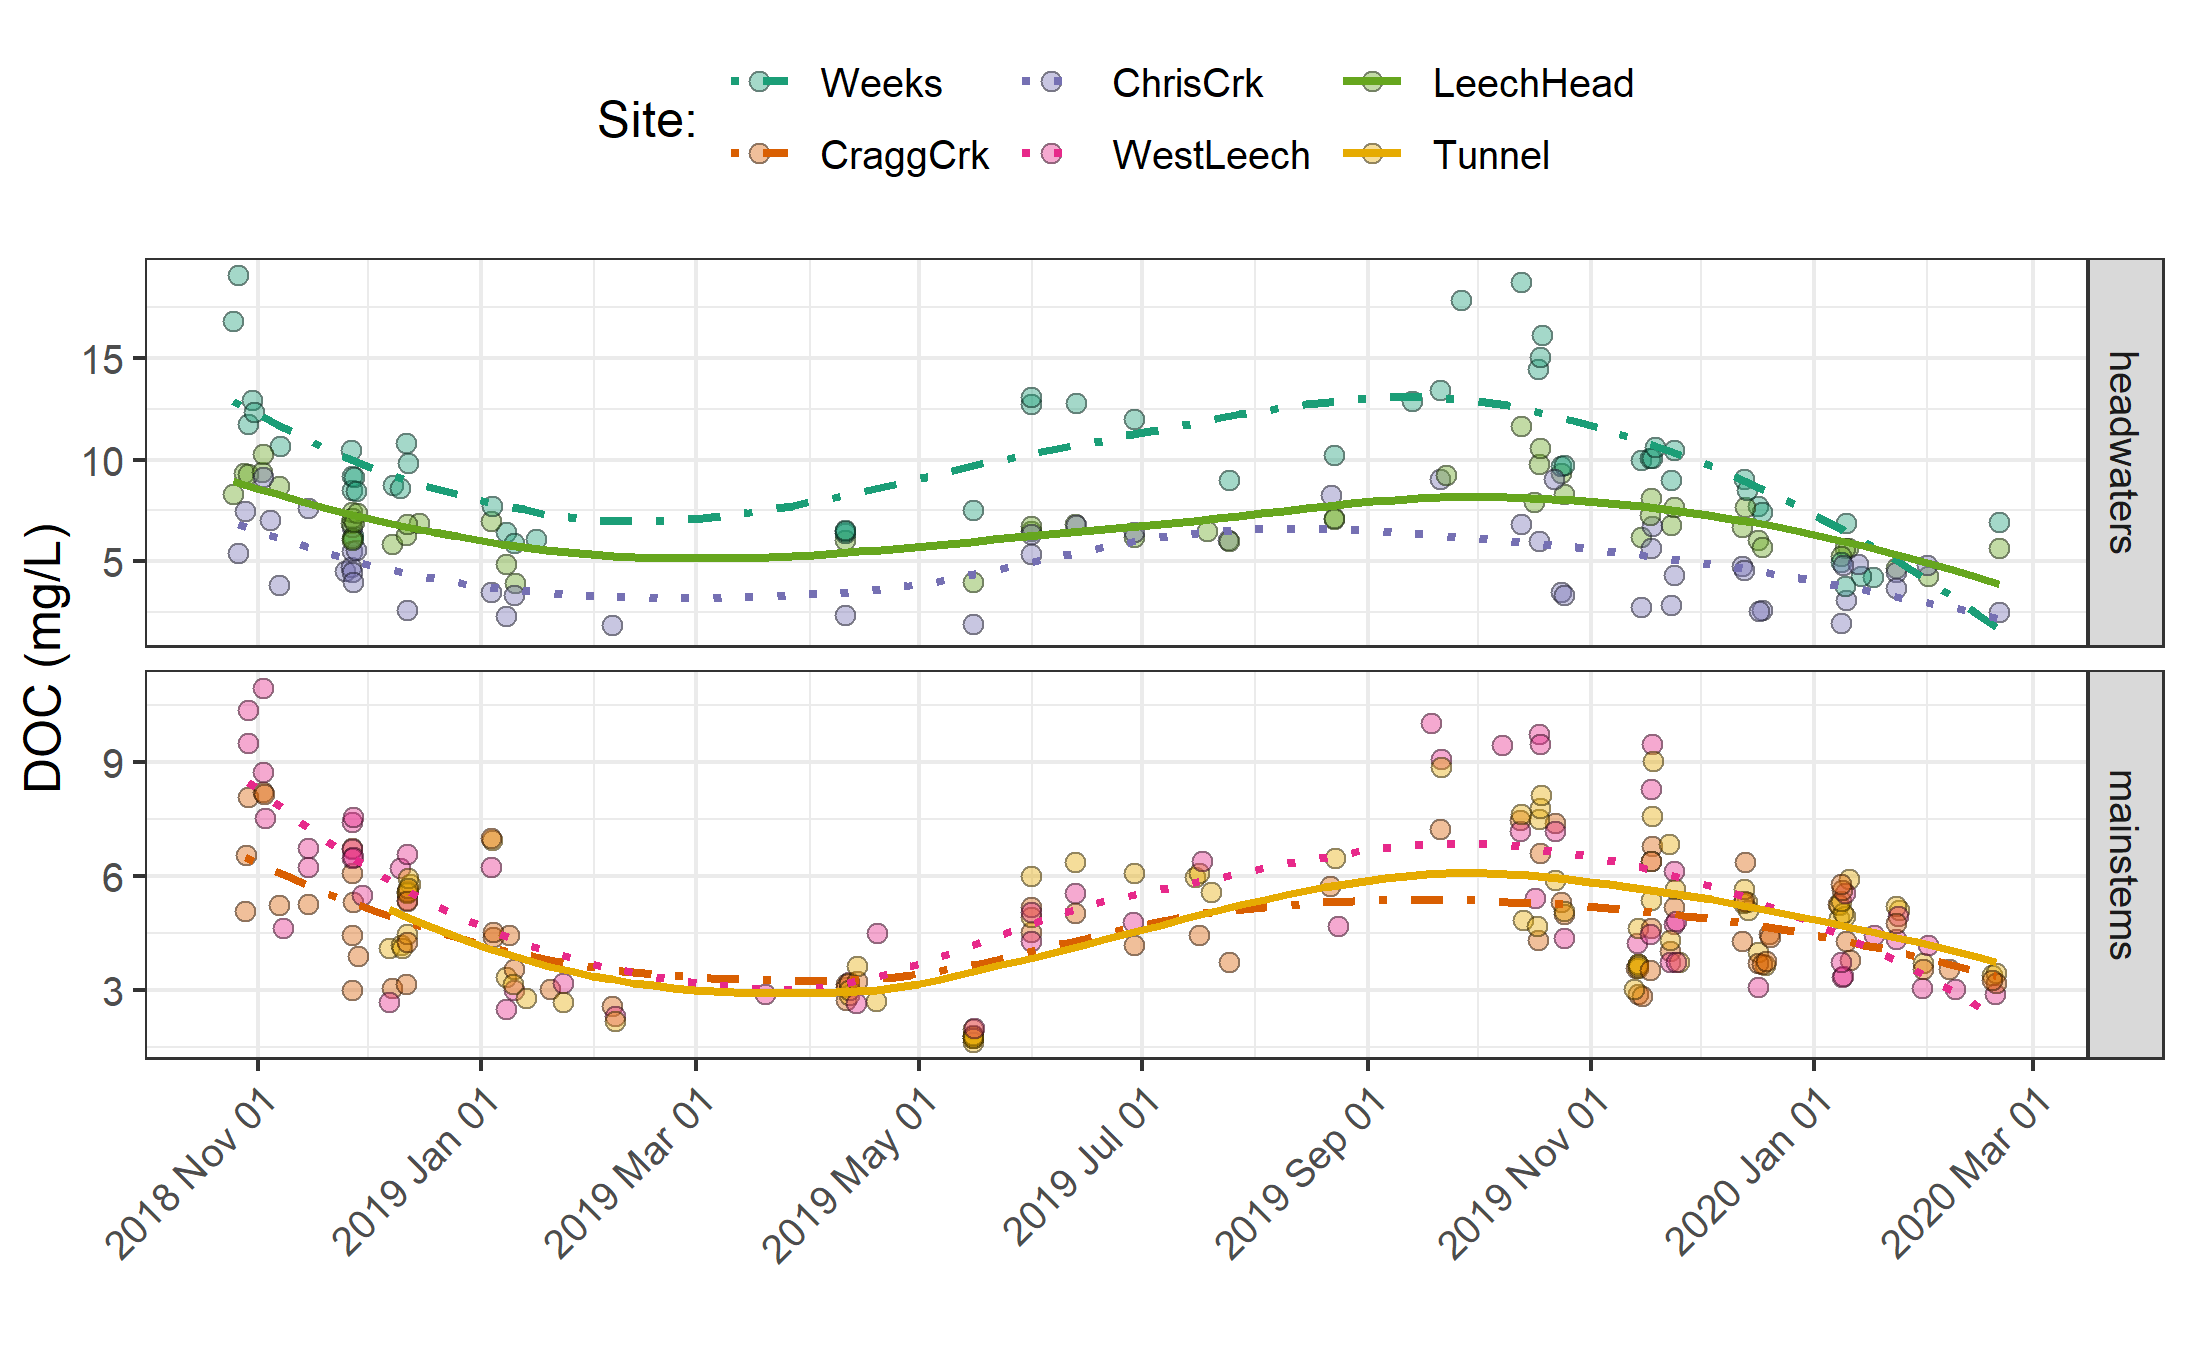 Site:
Weeks
ChrisCrk
LeechHead
CraggCrk
WestLeech
Tunnel
DOC (mg/L)
15
10
5
headwaters
9
6
3
mainstems
2018 Nov 01
2019 Jan 01
2019 Mar 01
2019 May 01
2019 Jul 01
2019 Sep 01
2019 Nov 01
2020 Jan 01
2020 Mar 01